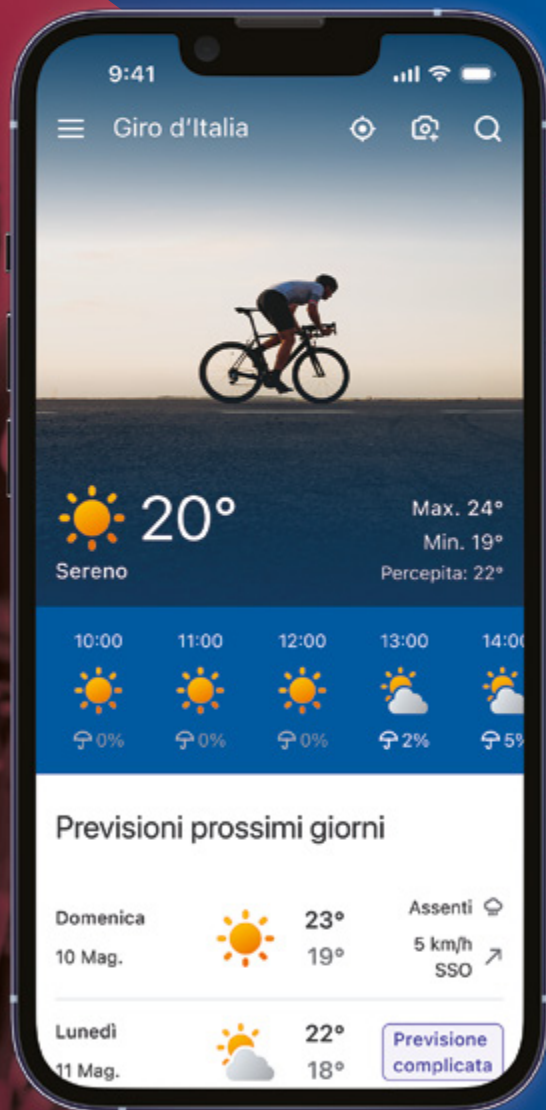 9:41
Giro d'Italia
20°
Sereno
Max. 24°
Min. 19°
Percepita: 22°
10:00 11:00 12:00 13:00 14:00
0% 0% 0% 2% 5%
Previsioni prossimi giorni
Domenica 23° Assenti
10 Mag. 19° 5 km/h
SSO
Lunedì 22° Previsione
11 Mag. 18° complicata